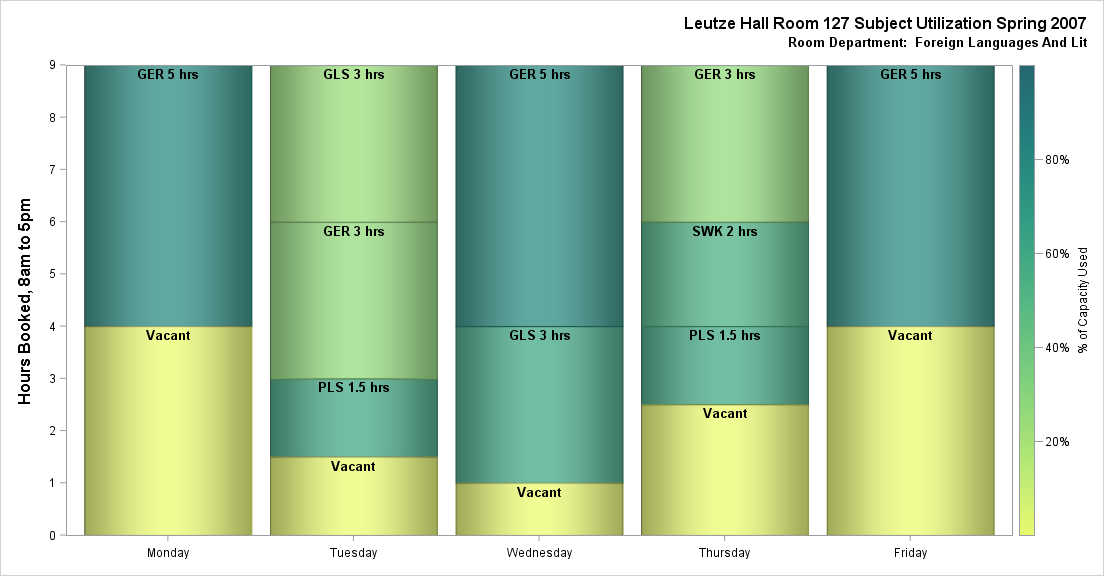 Leutze Hall Room 127 Subject Utilization Spring 2007
Room Department:  Foreign Languages And Lit
Hours Booked, 8am to 5pm
9
8
7
6
5
4
3
2
1
0
GER 5 hrs
Vacant
GLS 3 hrs
GER 3 hrs
PLS 1.5 hrs
Vacant
GER 5 hrs
GLS 3 hrs
Vacant
GER 3 hrs
SWK 2 hrs
PLS 1.5 hrs
Vacant
GER 5 hrs
Vacant
Monday
Tuesday
Wednesday
Thursday
Friday
80%
60%
40%
20%
% of Capacity Used